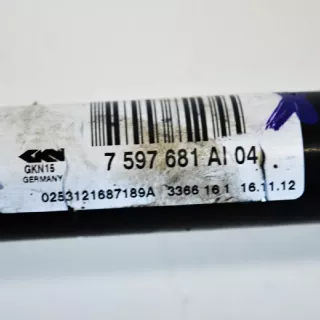 GKN
GKN15
GERMANY
7 597 681 AI 04
0253121687189A 3366 16 1 16.11.12